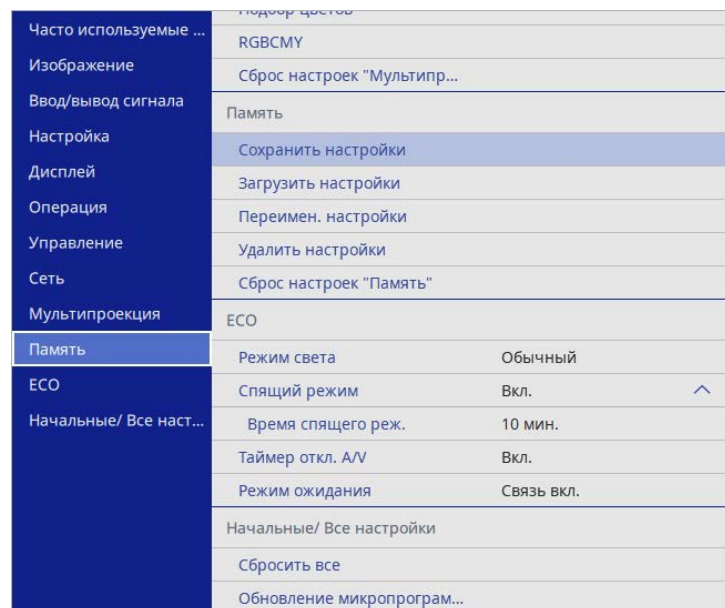 Часто используемые ...
Изображение
Ввод/вывод сигнала
Настройка
Дисплей
Операция
Управление
Сеть
Мультипроекция
Память
ECO
Начальные/ Все наст...
Подбор цветов
RGBCMY
Сброс настроек "Мультипр...
Память
Сохранить настройки
Загрузить настройки
Переимен. настройки
Удалить настройки
Сброс настроек "Память"
ECO
Режим света Обычный
Спящий режим Вкл.
Время спящего реж. 10 мин.
Таймер откл. A/V Вкл.
Режим ожидания Связь вкл.
Начальные/ Все настройки
Сбросить все
Обновление микропрограм...